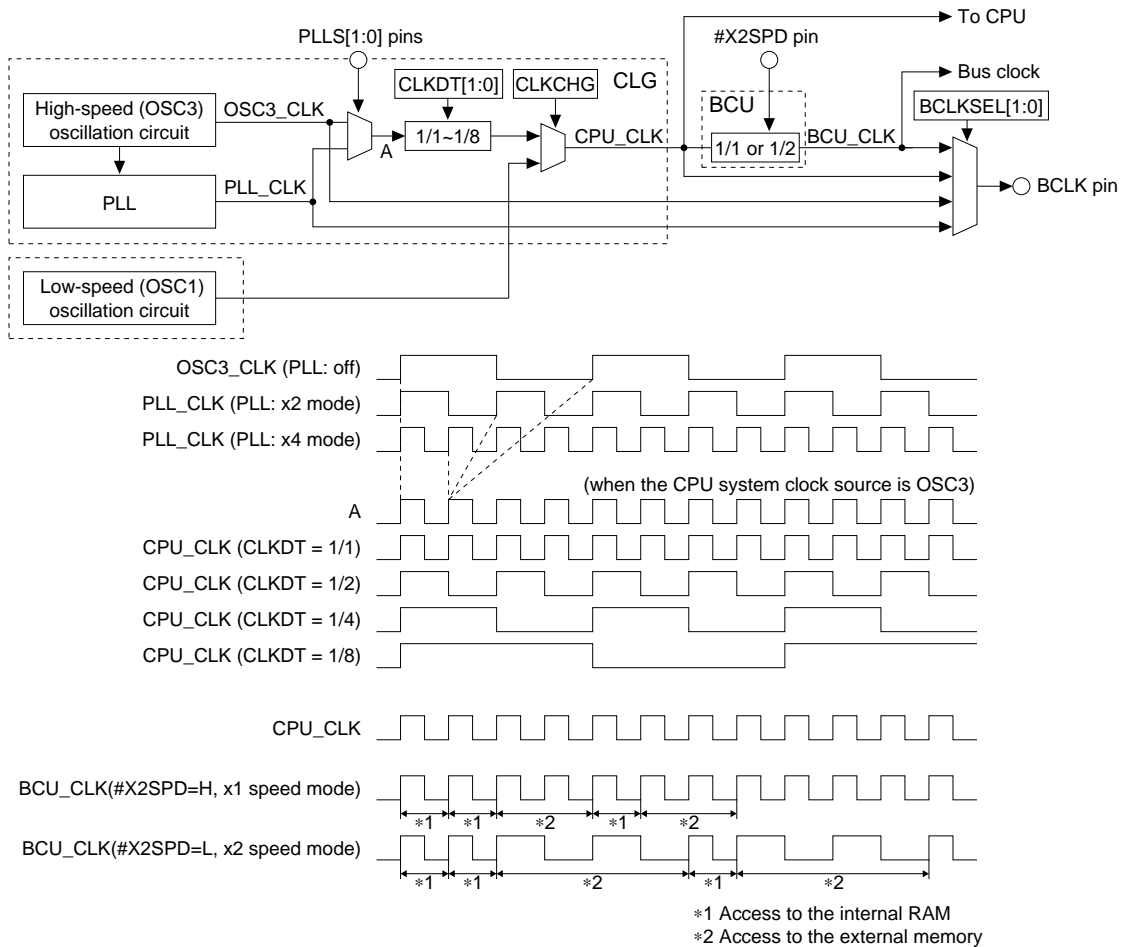 To CPU
PLLS[1:0] pins
#X2SPD pin
CLKDT[1:0]
CLKCHG
CLG
Bus clock
High-speed (OSC3)
oscillation circuit
OSC3_CLK
BCU
BCLKSEL[1:0]
A
1/1~1/8
CPU_CLK
1/1 or 1/2
BCU_CLK
PLL
PLL_CLK
BCLK pin
Low-speed (OSC1)
oscillation circuit
OSC3_CLK (PLL: off)
PLL_CLK (PLL: x2 mode)
PLL_CLK (PLL: x4 mode)
(when the CPU system clock source is OSC3)
A
CPU_CLK (CLKDT = 1/1)
CPU_CLK (CLKDT = 1/2)
CPU_CLK (CLKDT = 1/4)
CPU_CLK (CLKDT = 1/8)
CPU_CLK
BCU_CLK(#X2SPD=H, x1 speed mode)
∗1 ∗1 ∗2 ∗1 ∗2
BCU_CLK(#X2SPD=L, x2 speed mode)
∗1 ∗1 ∗2 ∗1 ∗2
∗1 Access to the internal RAM
∗2 Access to the external memory